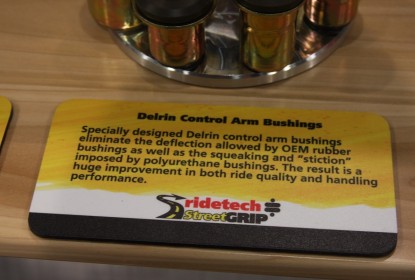 Delrin Control Arm Bushings
Specially designed Delrin control arm bushings
eliminate the deflection allowed by OEM rubber
bushings as well as the squeaking and “stiction”
imposed by polyurethane bushings. The result is a
huge improvement in both ride quality and handling
performance.
ridetech
StreetGRIP